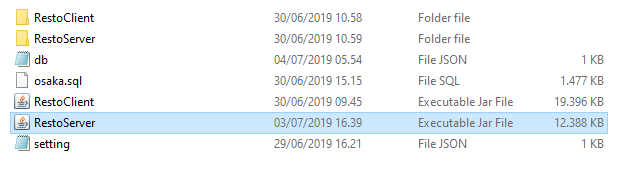 RestoClient 30/06/2019 10.58 Folder file
RestoServer 30/06/2019 10.59 Folder file
db 04/07/2019 05.54 File JSON 1 KB
osaka.sql 30/06/2019 15.15 File SQL 1.477 KB
RestoClient 30/06/2019 09.45 Executable Jar File 19.396 KB
RestoServer 03/07/2019 16.39 Executable Jar File 12.388 KB
setting 29/06/2019 16.21 File JSON 1 KB